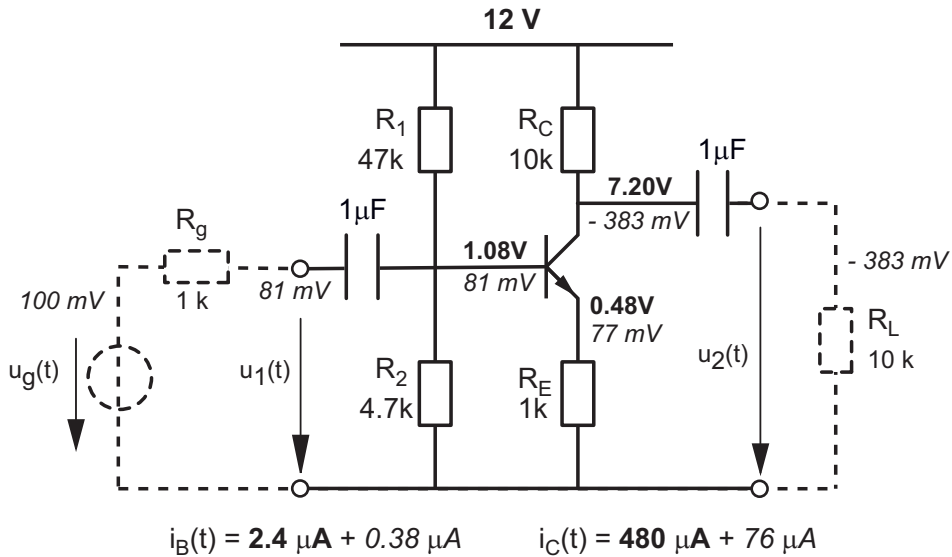 12 V
R1
47k
RC
10k
1μF
7.20V
- 383 mV
1μF
Rg
1 k
81 mV
1.08V
81 mV
0.48V
77 mV
- 383 mV
100 mV
ug(t)
u1(t)
R2
4.7k
RE
1k
u2(t)
RL
10 k
iB(t) = 2.4 μA + 0.38 μA
iC(t) = 480 μA + 76 μA